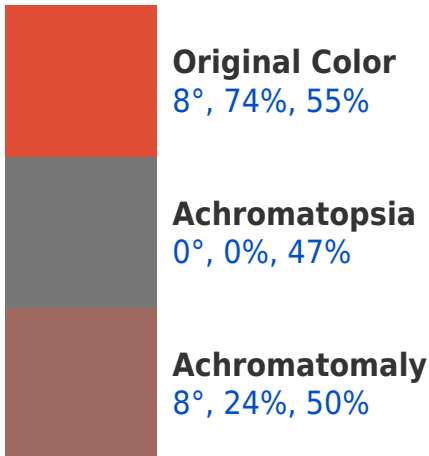 Original Color
8°, 74%, 55%
Achromatopsia
0°, 0%, 47%
Achromatomaly
8°, 24%, 50%